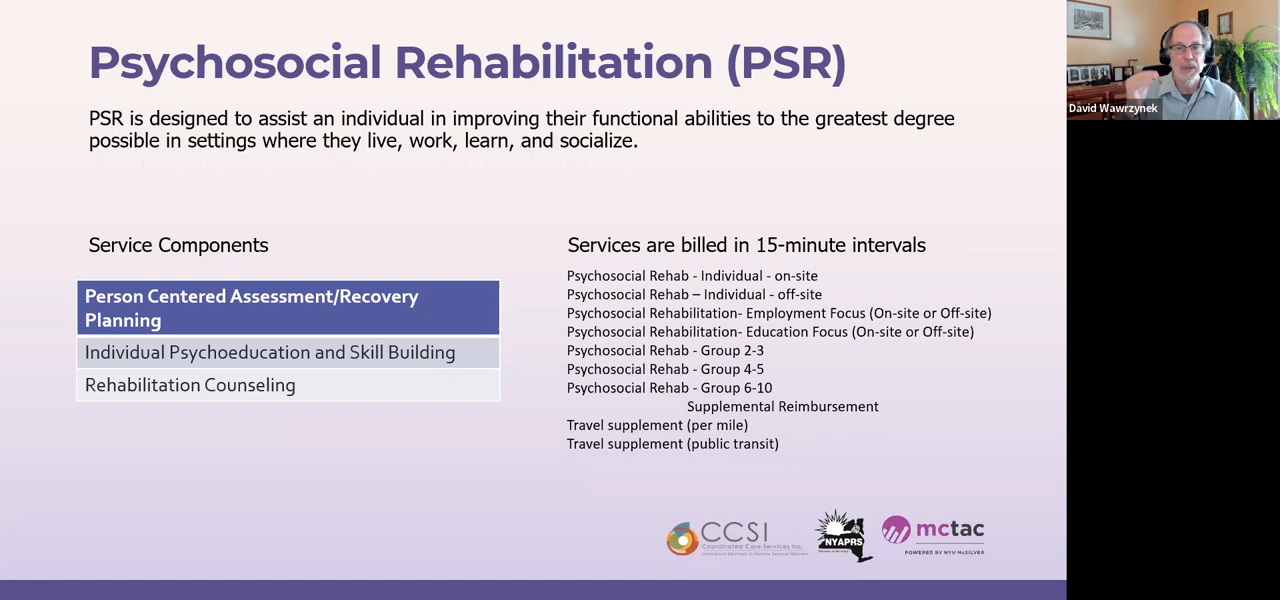 Psychosocial Rehabilitation (PSR)
PSR is designed to assist an individual in improving their functional abilities to the greatest degree
possible in settings where they live, work, learn, and socialize.
Service Components
Person Centered Assessment/Recovery
Planning
Individual Psychoeducation and Skill Building
Rehabilitation Counseling
Services are billed in 15-minute intervals
Psychosocial Rehab - Individual - on-site
Psychosocial Rehab – Individual - off-site
Psychosocial Rehabilitation- Employment Focus (On-site or Off-site)
Psychosocial Rehabilitation- Education Focus (On-site or Off-site)
Psychosocial Rehab - Group 2-3
Psychosocial Rehab - Group 4-5
Psychosocial Rehab - Group 6-10
Supplemental Reimbursement
Travel supplement (per mile)
Travel supplement (public transit)
CCSI
Coordinated Care Services Inc.
NYAPRS
mctac
POWERED BY NYU McSILVER
David Wawrzynek